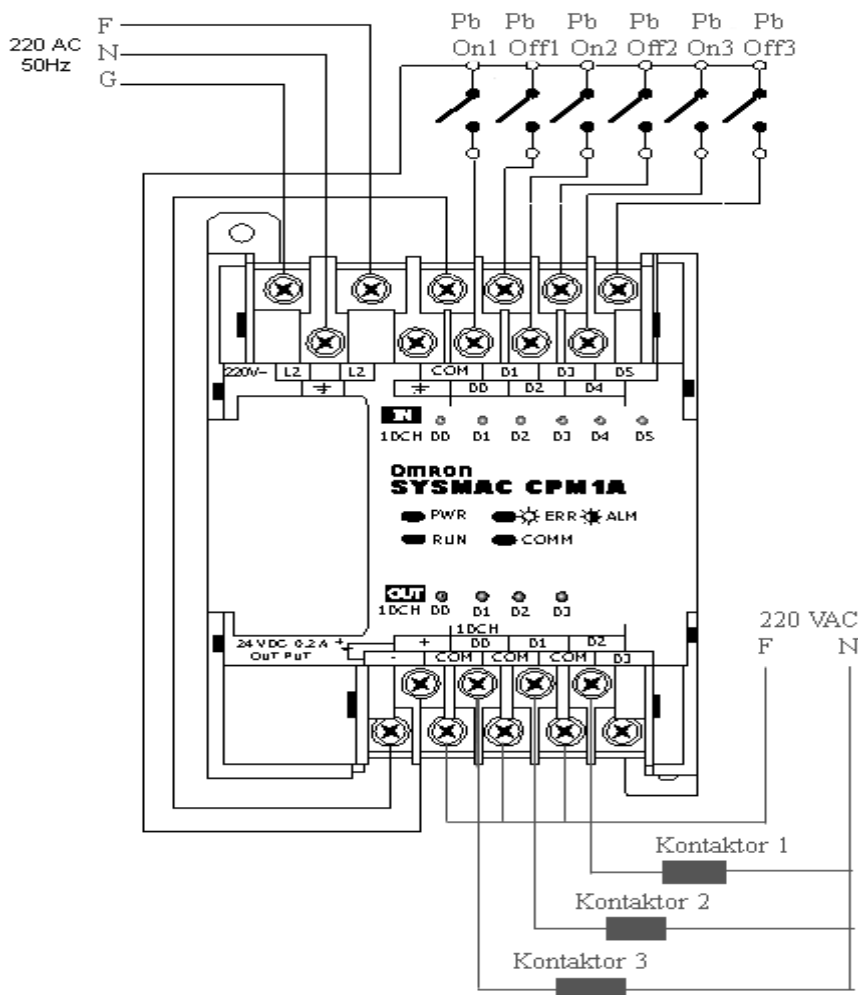 220 AC
50Hz
F
N
G
Pb
On1
Pb
Off1
Pb
On2
Pb
Off2
Pb
On3
Pb
Off3
220V~ L2 L2 COM D1 D3 D5
DD D2 D4
IN
1DCH DD D1 D2 D3 D4 D5
Omron
SYSMAC CPM1A
PWR ERR ALM
RUN COMM
OUT
1DCH DD D1 D2 D3
1DCH
24 VDC 0.2 A + + DD D1 D2
OUT PUT - COM COM COM D3
220 VAC
F N
Kontaktor 1
Kontaktor 2
Kontaktor 3